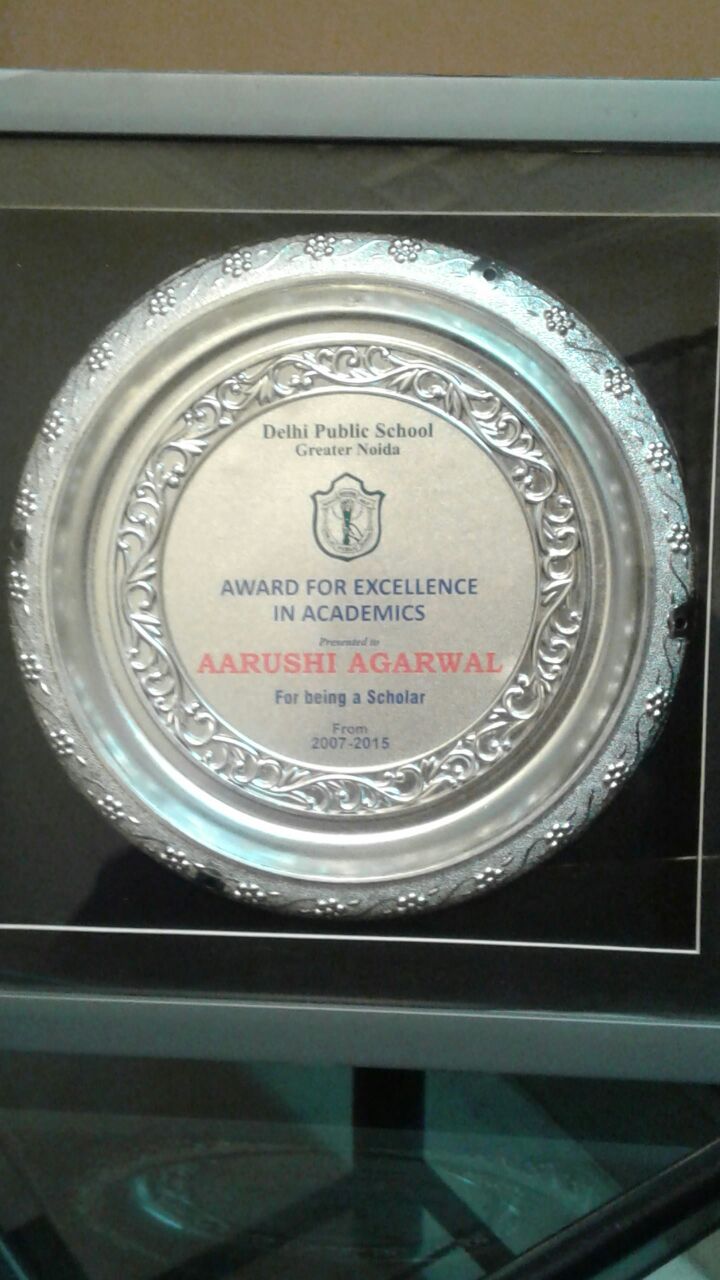 Delhi Public School
Greater Noida
AWARD FOR EXCELLENCE
IN ACADEMICS
Presented to
AARUSHI AGARWAL
For being a Scholar
From
2007-2015